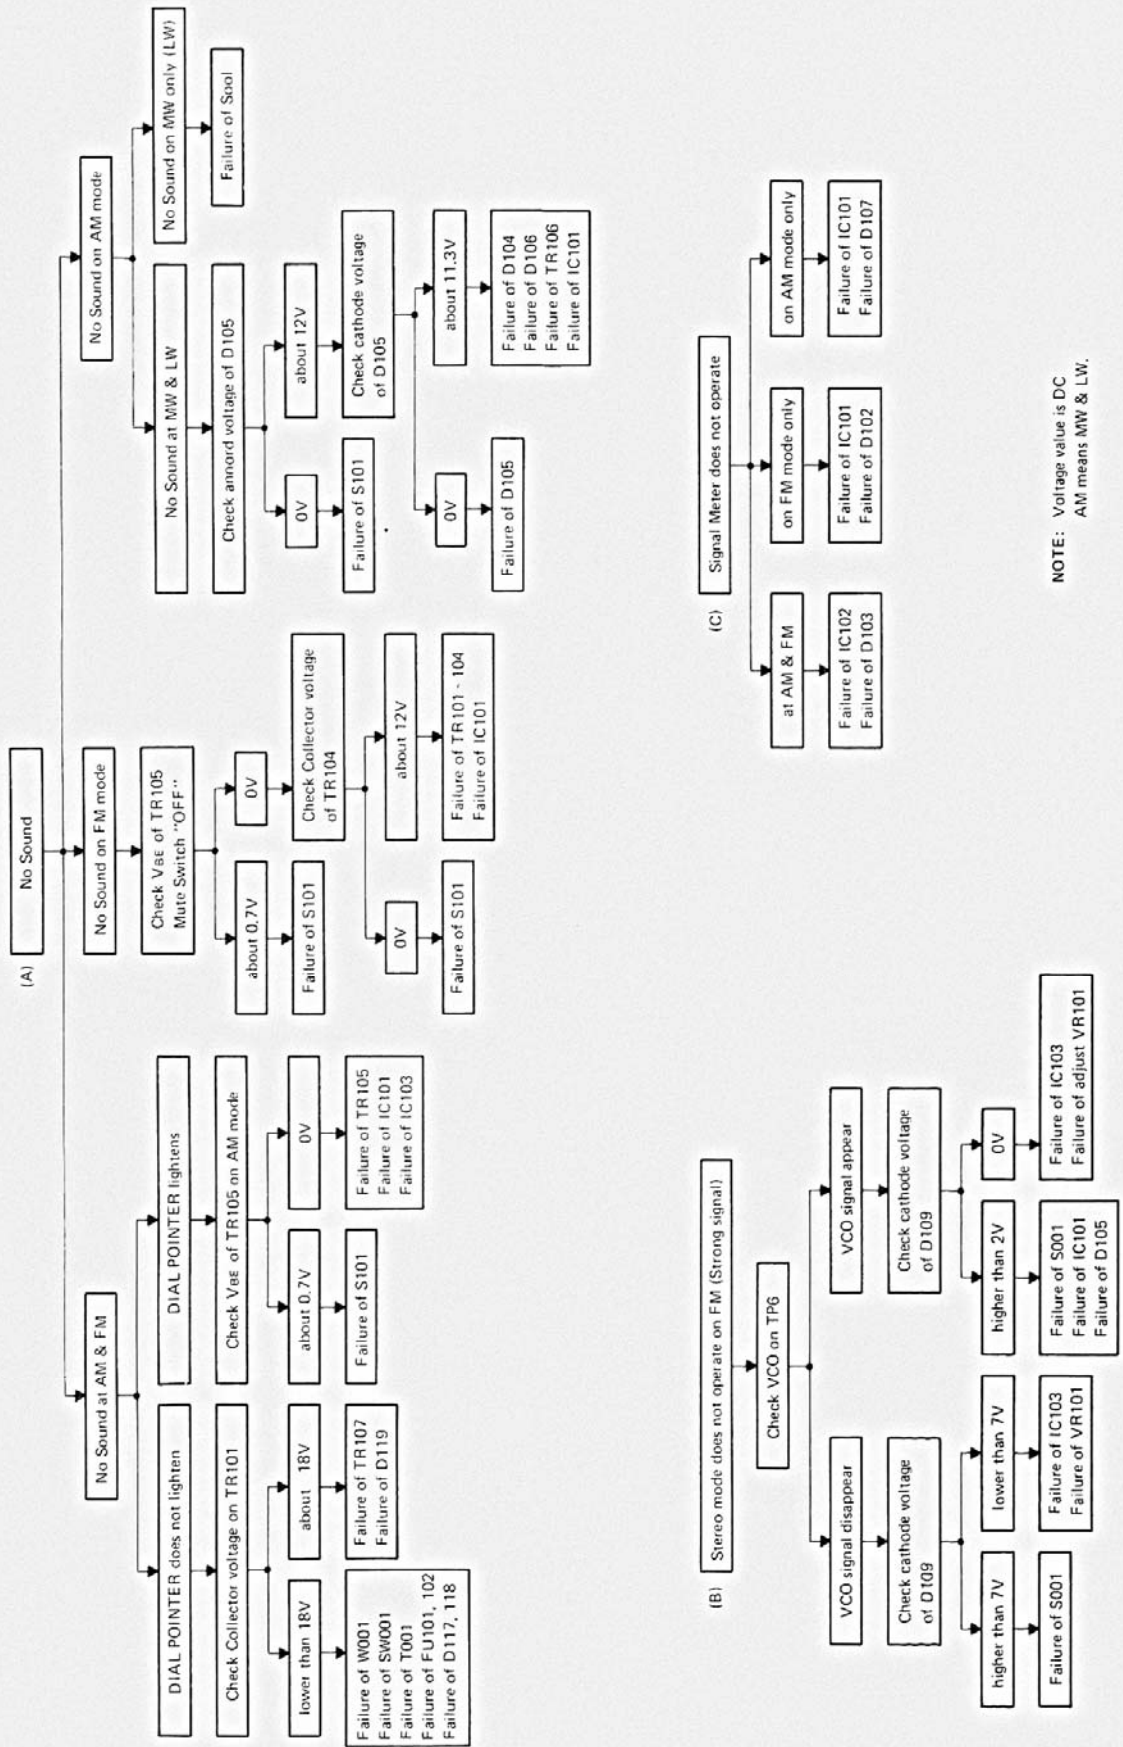 (A)
No Sound
No Sound at AM & FM
DIAL POINTER does not lighten
Check Collector voltage on TR101
lower than 18V
Failure of W001
Failure of SW001
Failure of T001
Failure of FU101, 102
Failure of D117, 118
about 18V
Failure of TR107
Failure of D119
DIAL POINTER lightens
Check VBE of TR105 on AM mode
about 0.7V
Failure of S101
0V
Failure of TR105
Failure of IC101
Failure of IC103
No Sound on FM mode
Check VBE of TR105
Mute Switch "OFF"
about 0.7V
Failure of S101
0V
Check Collector voltage
of TR104
0V
Failure of S101
about 12V
Failure of TR101 - 104
Failure of IC101
No Sound on AM mode
No Sound at MW & LW
Check annord voltage of D105
0V
Failure of S101
about 12V
Check cathode voltage
of D105
0V
Failure of D105
about 11.3V
Failure of D104
Failure of D106
Failure of TR106
Failure of IC101
No Sound on MW only (LW)
Failure of Sool
(B)
Stereo mode does not operate on FM (Strong signal)
Check VCO on TP6
VCO signal disappear
Check cathode voltage
of D109
higher than 7V
Failure of S001
lower than 7V
Failure of IC103
Failure of VR101
VCO signal appear
Check cathode voltage
of D109
higher than 2V
Failure of S001
Failure of IC101
Failure of D105
0V
Failure of IC103
Failure of adjust VR101
(C)
Signal Meter does not operate
at AM & FM
Failure of IC102
Failure of D103
on FM mode only
Failure of IC101
Failure of D102
on AM mode only
Failure of IC101
Failure of D107
NOTE: Voltage value is DC
AM means MW & LW.